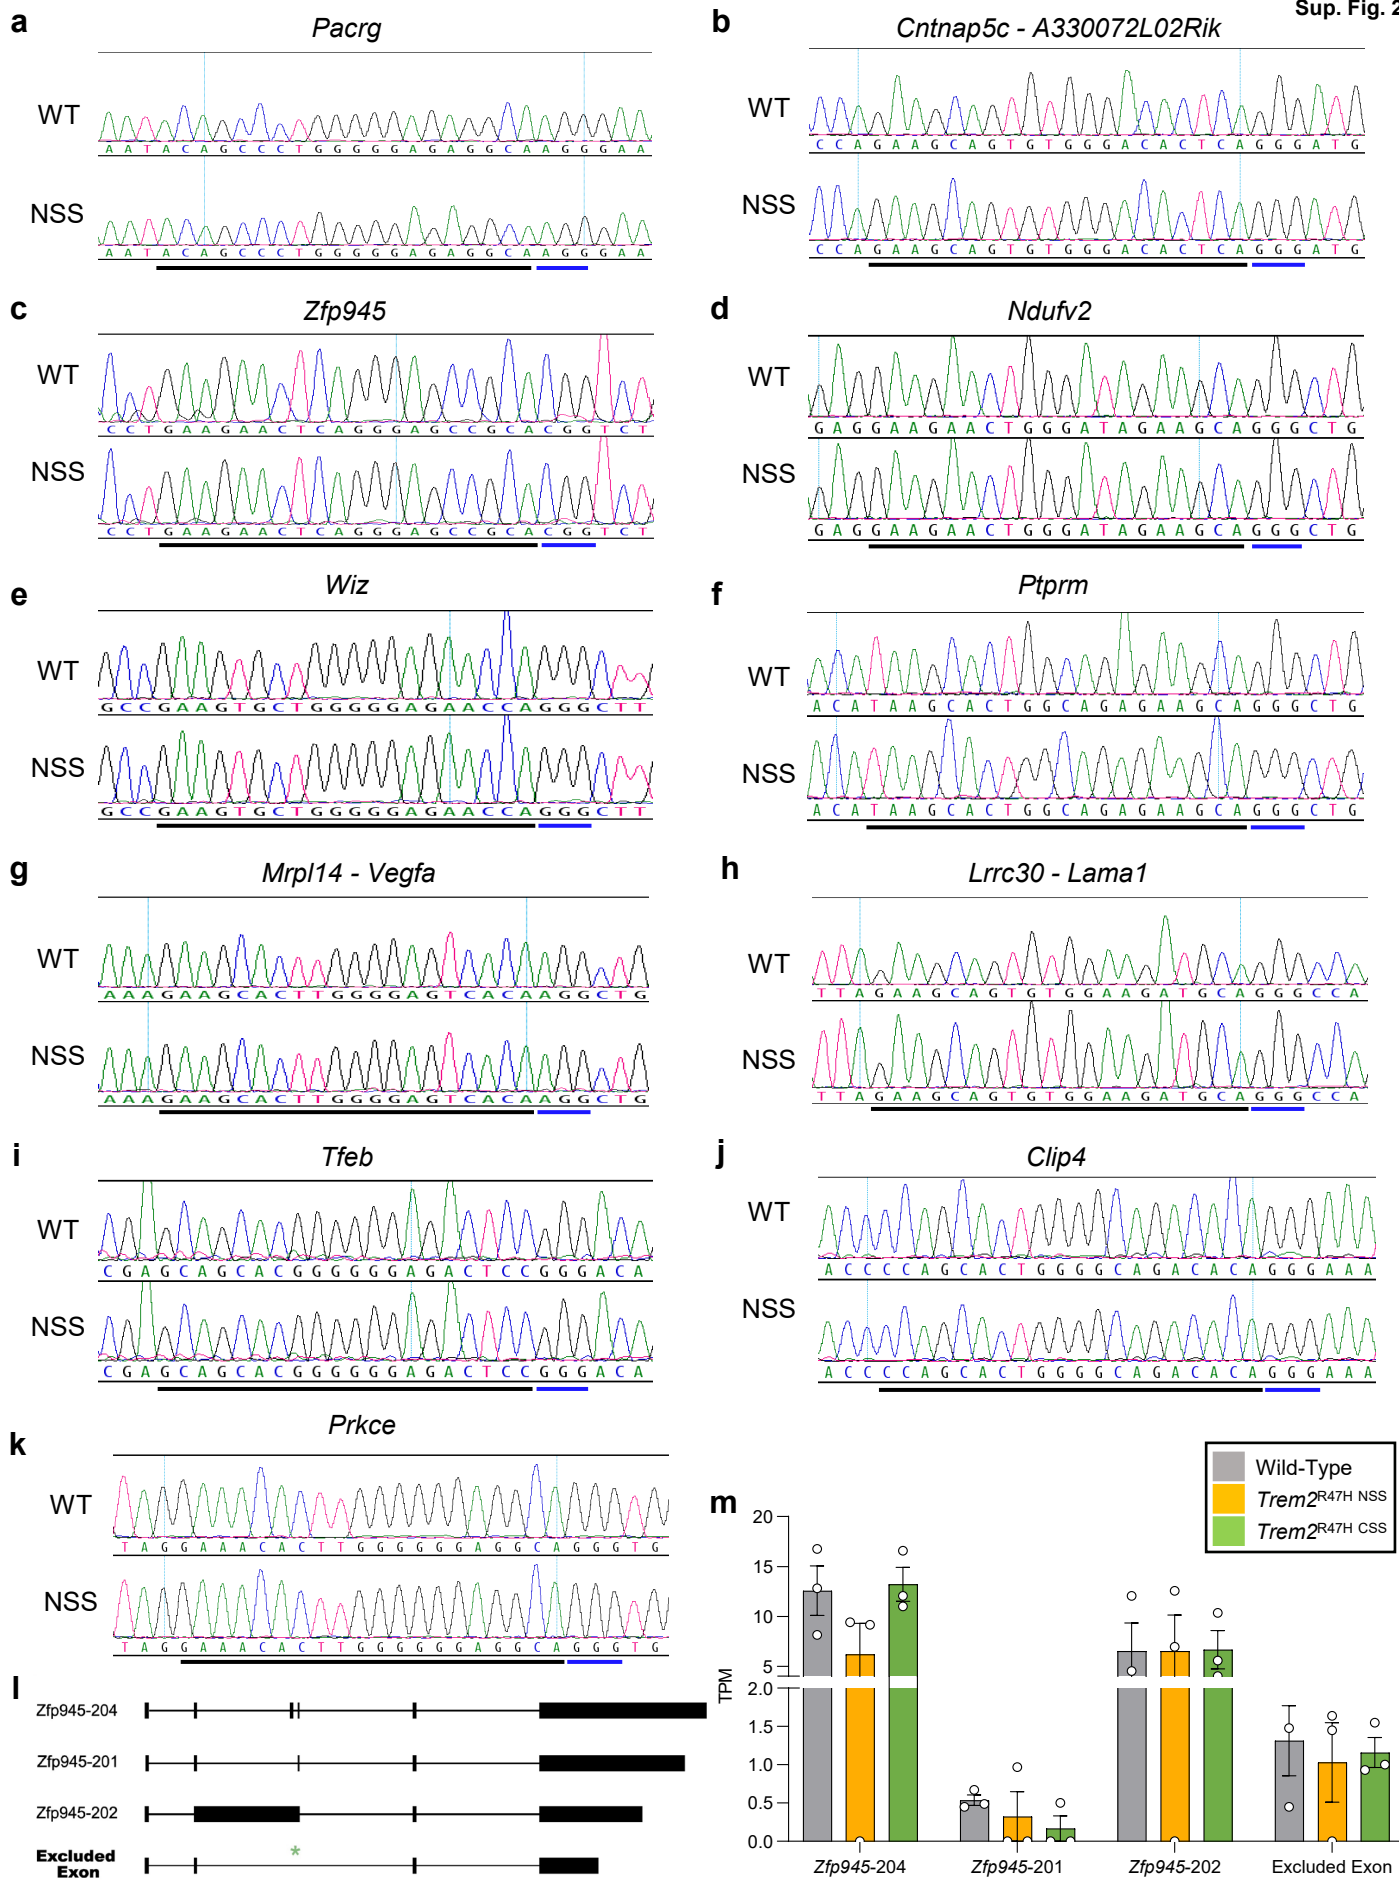 Sup. Fig. 2
a
Pacrg
WT
A A T A C A G C C C T G G G G G A G A G G C A A G G G A A
NSS
A A T A C A G C C C T G G G G G A G A G G C A A G G G A A
b
Cntnap5c - A330072L02Rik
WT
C C A G A A G C A G T G T G G G A C A C T C A G G G A T G
NSS
C C A G A A G C A G T G T G G G A C A C T C A G G G A T G
c
Zfp945
WT
C C T G A A G A A C T C A G G G A G C C G C A C G G T C T
NSS
C C T G A A G A A C T C A G G G A G C C G C A C G G T C T
d
Ndufv2
WT
G A G G A A G A A C T G G G A T A G A A G C A G G G C T G
NSS
G A G G A A G A A C T G G G A T A G A A G C A G G G C T G
e
Wiz
WT
G C C G A A G T G C T G G G G G A G A A C C A G G G C T T
NSS
G C C G A A G T G C T G G G G G A G A A C C A G G G C T T
f
Ptprm
WT
A C A T A A G C A C T G G C A G A G A A G C A G G G C T G
NSS
A C A T A A G C A C T G G C A G A G A A G C A G G G C T G
g
Mrpl14 - Vegfa
WT
A A A G A A G C A C T T G G G G A G T C A C A A G G C T G
NSS
A A A G A A G C A C T T G G G G A G T C A C A A G G C T G
h
Lrrc30 - Lama1
WT
T T A G A A G C A G T G T G G A A G A T G C A G G G C C A
NSS
T T A G A A G C A G T G T G G A A G A T G C A G G G C C A
i
Tfeb
WT
C G A G C A G C A C G G G G G G A G A C T C C G G G A C A
NSS
C G A G C A G C A C G G G G G G A G A C T C C G G G A C A
j
Clip4
WT
A C C C C A G C A C T G G G G C A G A C A C A G G G A A A
NSS
A C C C C A G C A C T G G G G C A G A C A C A G G G A A A
k
Prkce
WT
T A G G A A A C A C T T G G G G G G A G G C A G G G T G
NSS
T A G G A A A C A C T T G G G G G G A G G C A G G G T G
l
Zfp945-204
Zfp945-201
Zfp945-202
*
Excluded
Exon
m
Wild-Type
Trem2R47H NSS
Trem2R47H CSS
TPM
20
15
10
5
2.0
1.5
1.0
0.5
0.0
Zfp945-204
Zfp945-201
Zfp945-202
Excluded Exon